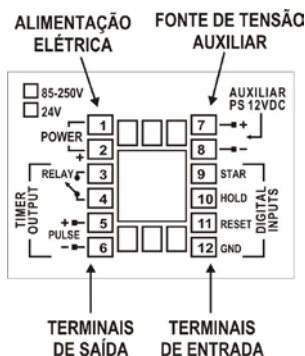 ALIMENTAÇÃO
ELÉTRICA
FONTE DE TENSÃO
AUXILIAR
85-250V
24V
AUXILIAR
PS 12VDC
POWER
1
2
+
RELAY
3
4
TIMER
OUTPUT
PULSE
+
5
-
6
7
+
8
-
9
STAR
10
HOLD
11
RESET
12
GND
DIGITAL
INPUTS
TERMINAIS
DE SAÍDA
TERMINAIS
DE ENTRADA